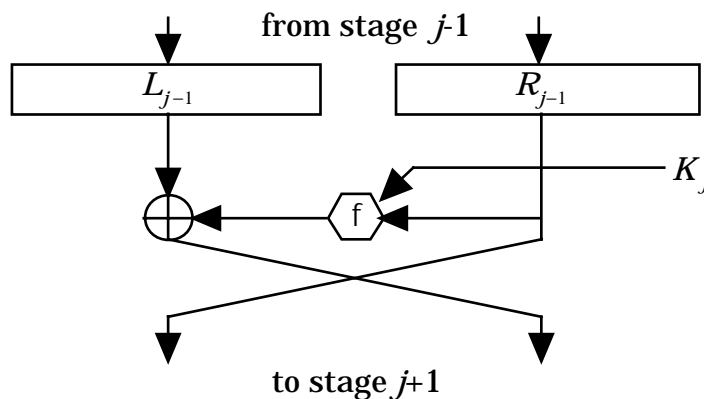 from stage j-1
L_{j-1}
R_{j-1}
K_j
f
to stage j+1